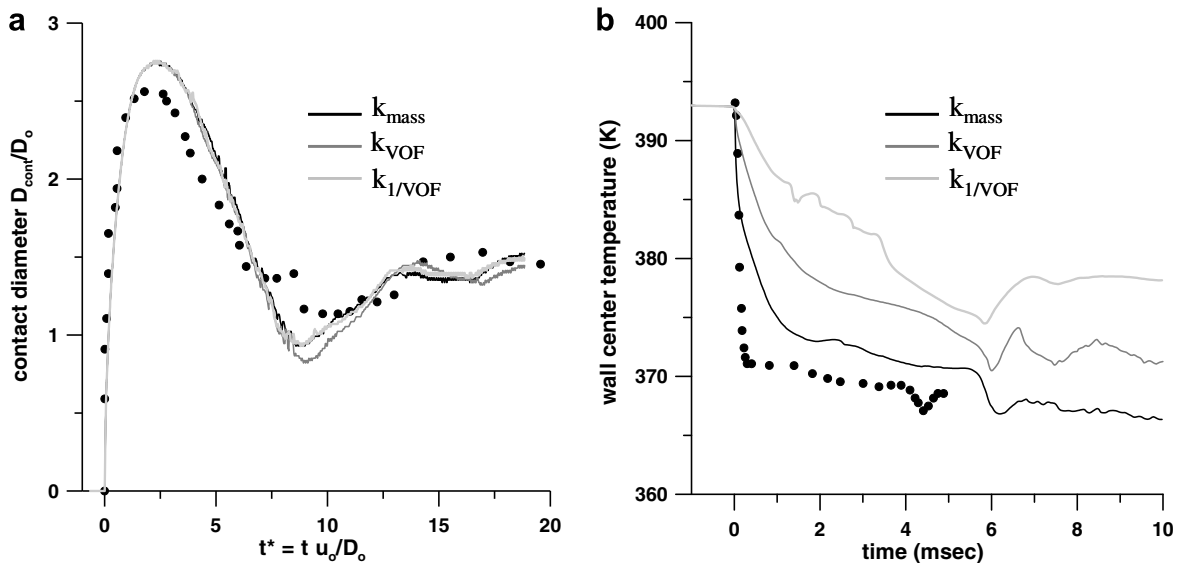 a
3
2
1
0
contact diameter D_cont/D_o
0
5
10
15
20
t* = t u_o/D_o
k_mass
k_VOF
k_1/VOF
b
400
390
380
370
360
wall center temperature (K)
0
2
4
6
8
10
time (msec)
k_mass
k_VOF
k_1/VOF